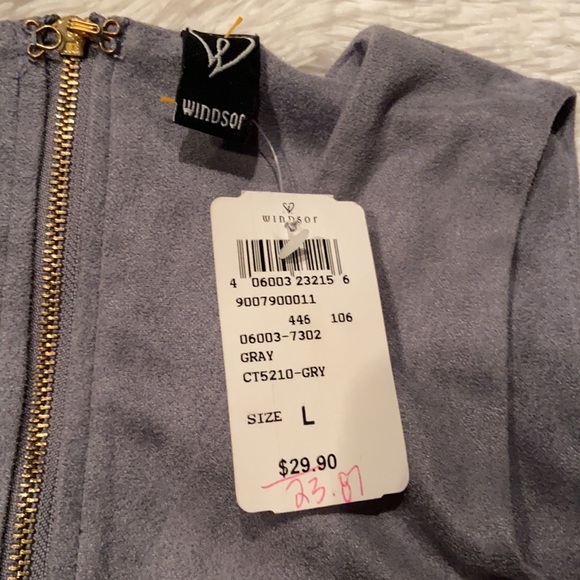 WINDSOR
WINDSOR
4 06003 23215 6
9007900011
446 106
06003-7302
GRAY
CT5210-GRY
SIZE L
$29.90
23.87